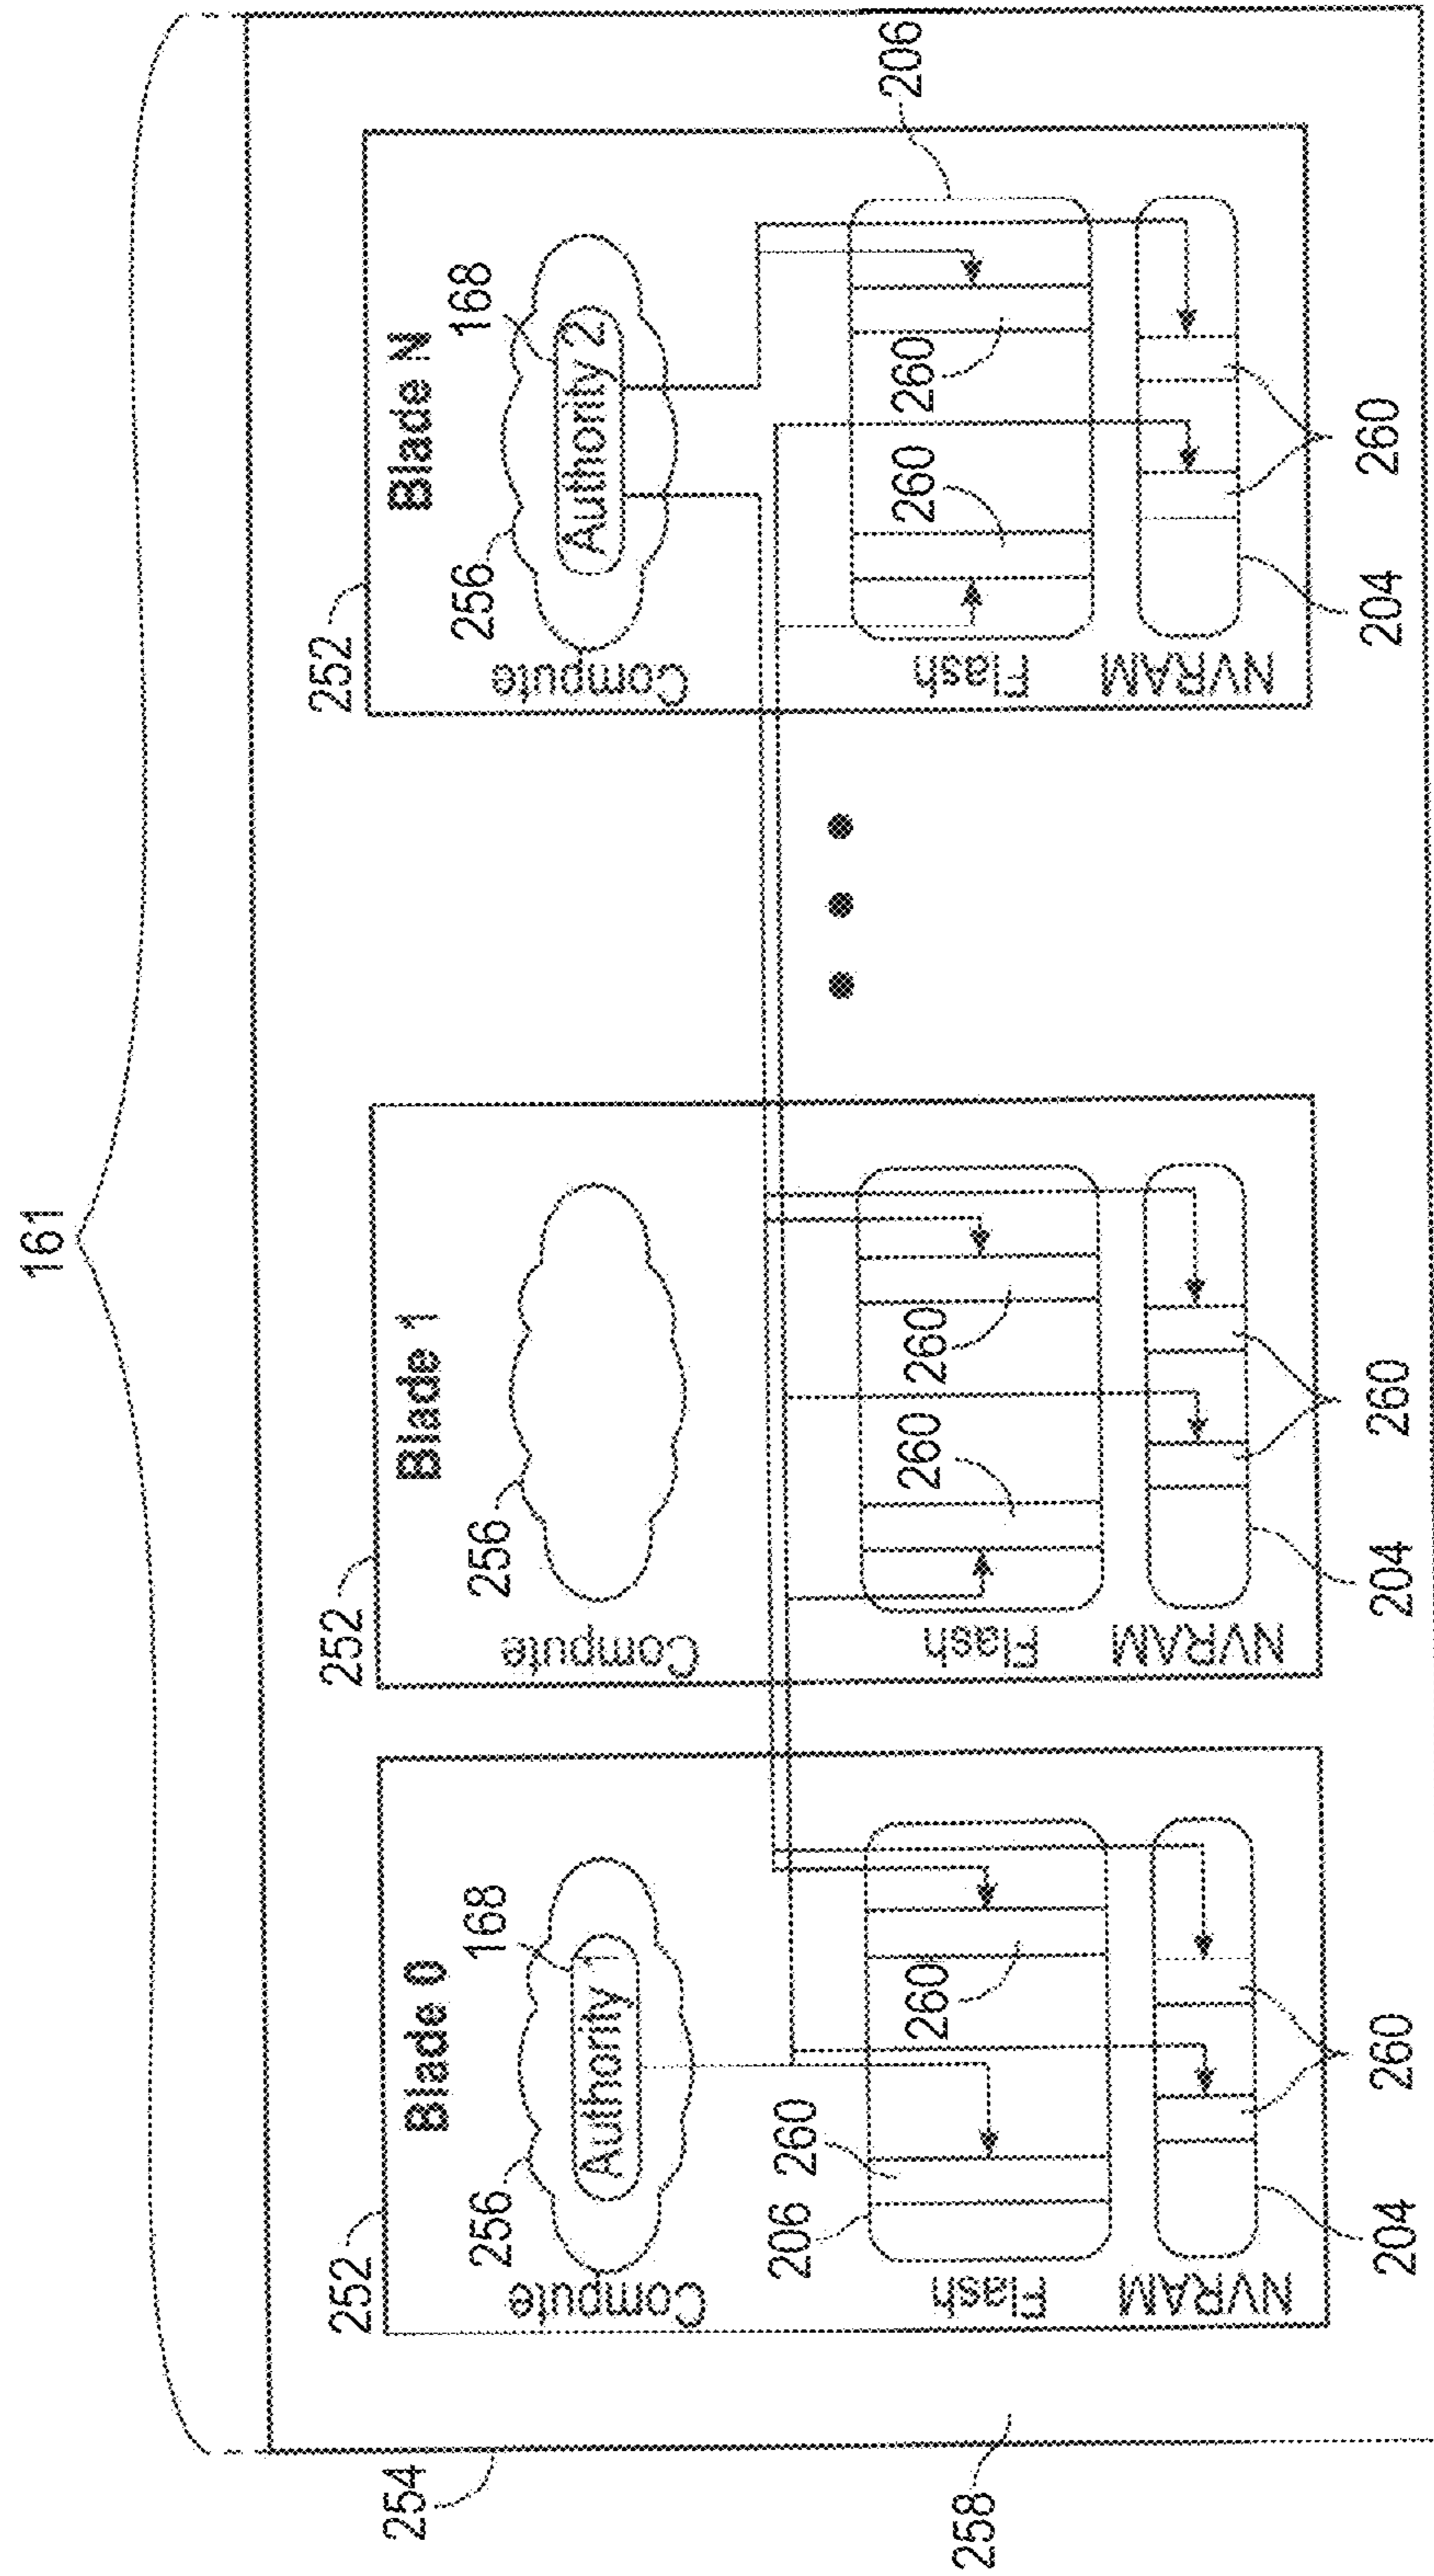 161
254
258
252
Blade 0
256
168
Compute
Authority 1
206
260
260
Flash
NVRAM
204
260
252
Blade 1
256
Compute
260
260
Flash
NVRAM
204
260
252
Blade N
256
168
Compute
Authority 2
206
260
260
Flash
NVRAM
204
260